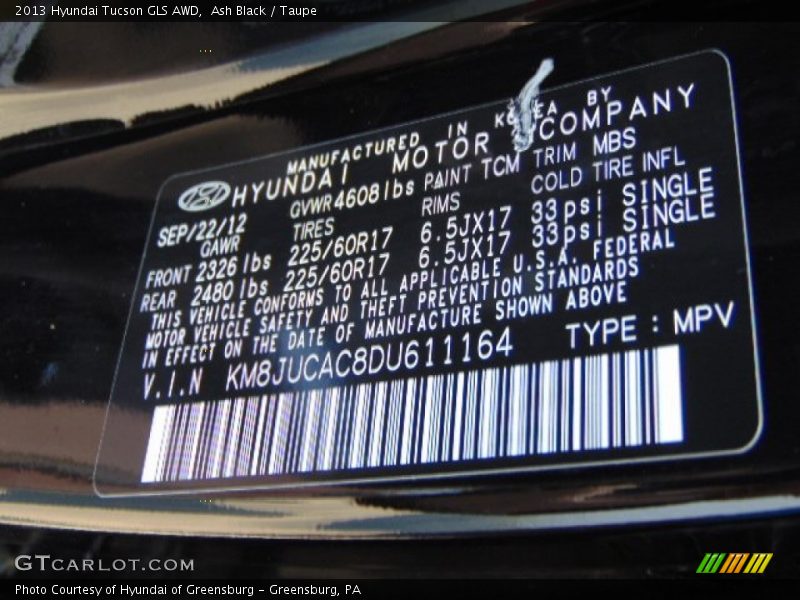 2013 Hyundai Tucson GLS AWD,  Ash Black / Taupe
MANUFACTURED IN KOREA BY
HYUNDAI MOTOR COMPANY
SEP/22/12 GVWR 4608 lbs PAINT TCM TRIM MBS
GAWR TIRES RIMS COLD TIRE INFL
FRONT 2326 lbs 225/60R17 6.5JX17 33 psi SINGLE
REAR 2480 lbs 225/60R17 6.5JX17 33 psi SINGLE
THIS VEHICLE CONFORMS TO ALL APPLICABLE U.S.A. FEDERAL
MOTOR VEHICLE SAFETY AND THEFT PREVENTION STANDARDS
IN EFFECT ON THE DATE OF MANUFACTURE SHOWN ABOVE
V.I.N KM8JUCAC8DU611164 TYPE : MPV
GTCARLOT.COM
Photo Courtesy of Hyundai of Greensburg - Greensburg, PA